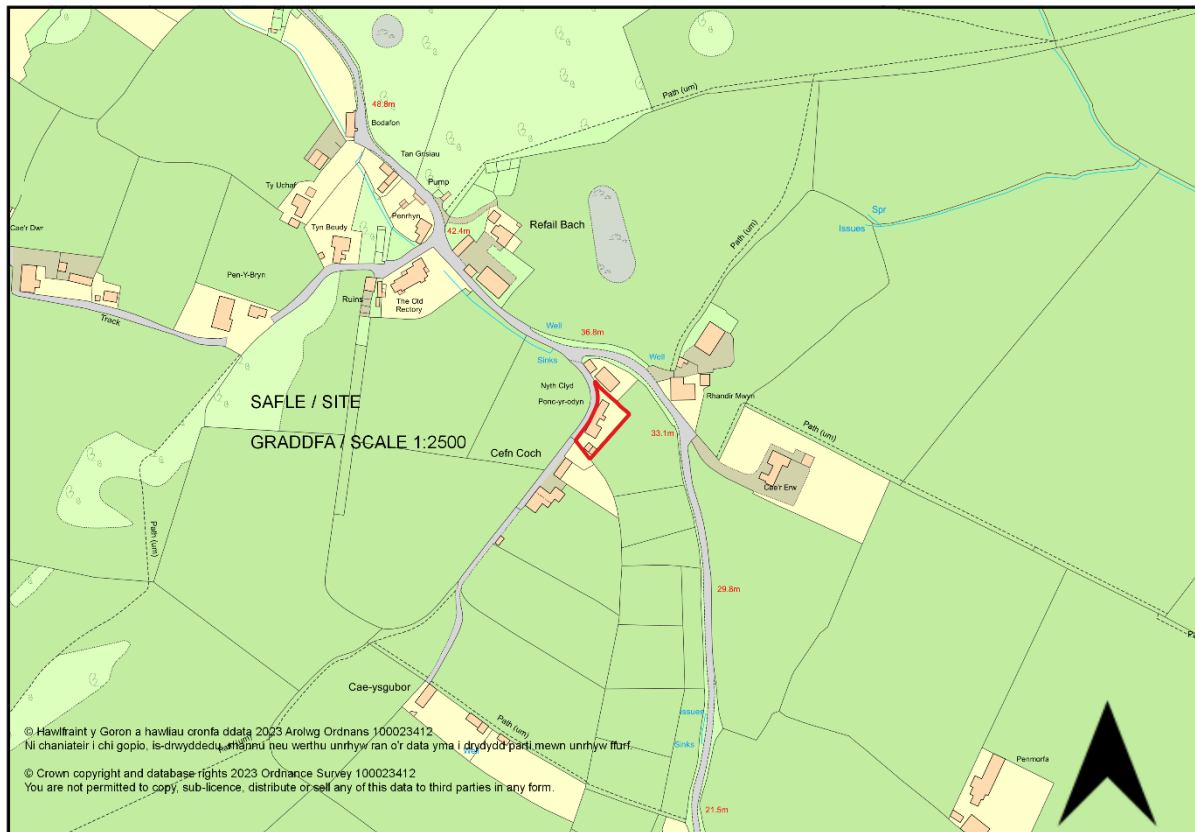 48.8m
Bodafon
Tan Grisiau
Path (um)
Pump
Ty Uchaf
Penrhyn
Spr
Issues
Refail Bach
Cae'r Dwr
Tyn Beudy
42.4m
Path (um)
Pen-Y-Bryn
Ruins
The Old
Rectory
Track
Well
36.8m
Sinks
Well
Nyth Clyd
Rhandir Mwyn
SAFLE / SITE
Ponc-yr-odyn
GRADDFA / SCALE 1:2500
33.1m
Path (um)
Cefn Coch
Cae'r Erw
Path (um)
29.8m
Cae-ysgubor
Issues
Path (um)
© Hawlfraint y Goron a hawliau cronfa ddata 2023 Arolwg Ordnans 100023412
Ni chaniateir i chi gopio, is-drwyddedu, rhannu neu werthu unrhyw ran o'r data yma i drydydd parti mewn unrhyw ffurf.
Path (um)
Well
Sinks
Penmorfa
© Crown copyright and database rights 2023 Ordnance Survey 100023412
You are not permitted to copy, sub-licence, distribute or sell any of this data to third parties in any form.
21.5m